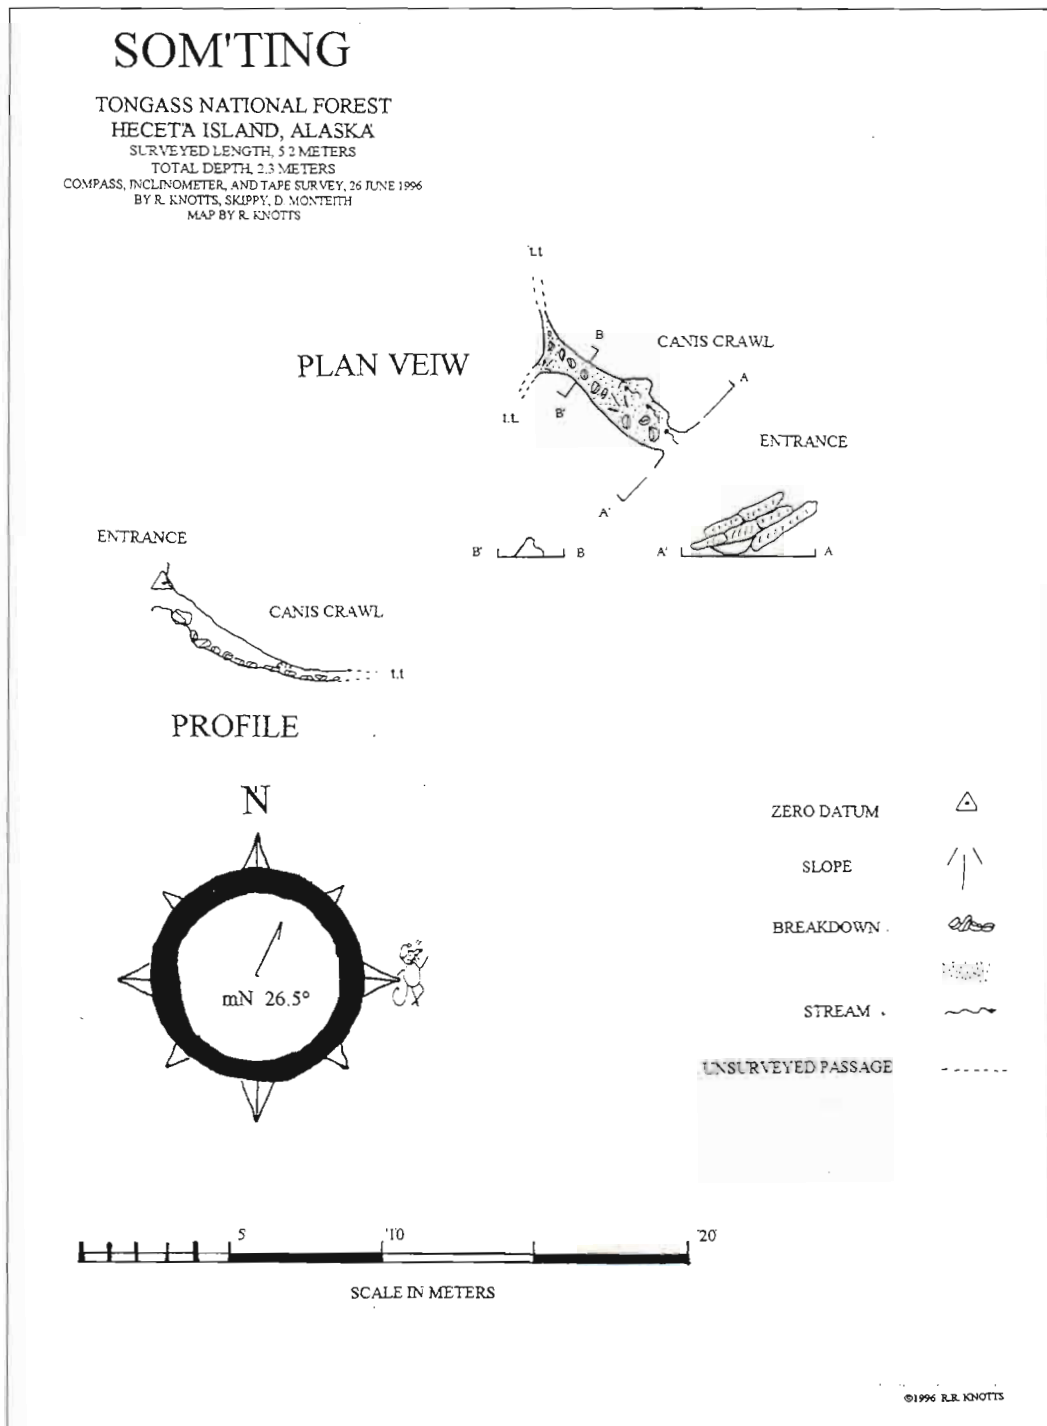 SOM'TING
TONGASS NATIONAL FOREST
HECETA ISLAND, ALASKA
SURVEYED LENGTH, 5.2 METERS
TOTAL DEPTH, 2.3 METERS
COMPASS, INCLINOMETER, AND TAPE SURVEY, 26 JUNE 1996
BY R. KNOTTS, SKIPPY, D. MONTEITH
MAP BY R. KNOTTS
t.t
B
CANIS CRAWL
PLAN VEIW
A
t.t.
B'
ENTRANCE
A'
ENTRANCE
B'
B
A'
A
CANIS CRAWL
t.t
PROFILE
N
ZERO DATUM
SLOPE
BREAKDOWN
mN 26.5°
STREAM
UNSURVEYED PASSAGE
5
10
20
SCALE IN METERS
©1996 R.R. KNOTTS